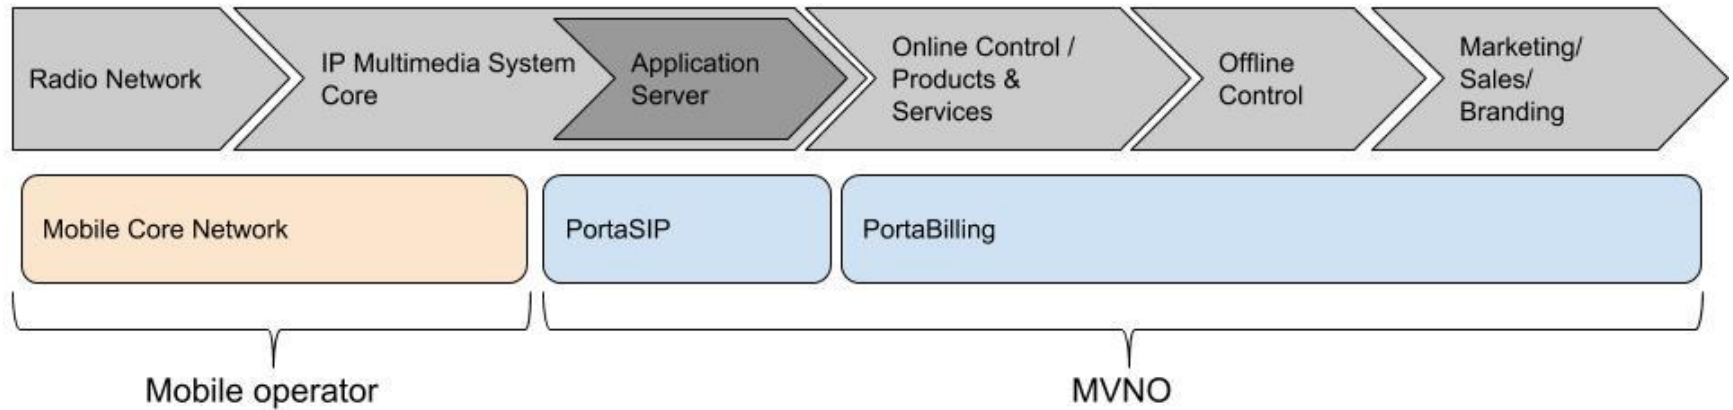 Radio Network
IP Multimedia System
Core
Application
Server
Online Control /
Products &
Services
Offline
Control
Marketing/
Sales/
Branding
Mobile Core Network
PortaSIP
PortaBilling
Mobile operator
MVNO